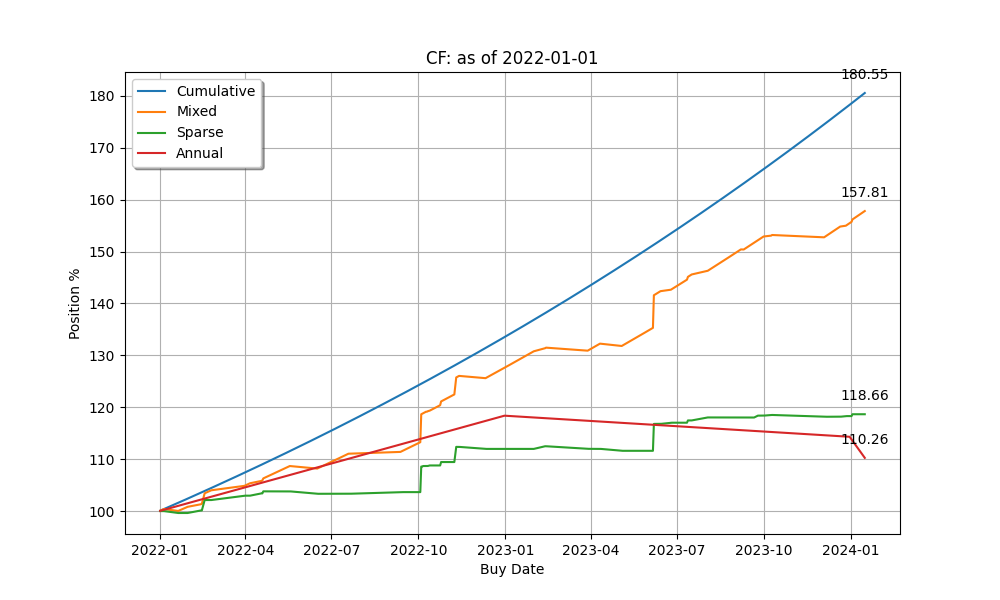 CF: as of 2022-01-01
180.55
Cumulative
Mixed
Sparse
Annual
157.81
118.66
110.26
Position %
180
170
160
150
140
130
120
110
100
2022-01 2022-04 2022-07 2022-10 2023-01 2023-04 2023-07 2023-10 2024-01
Buy Date